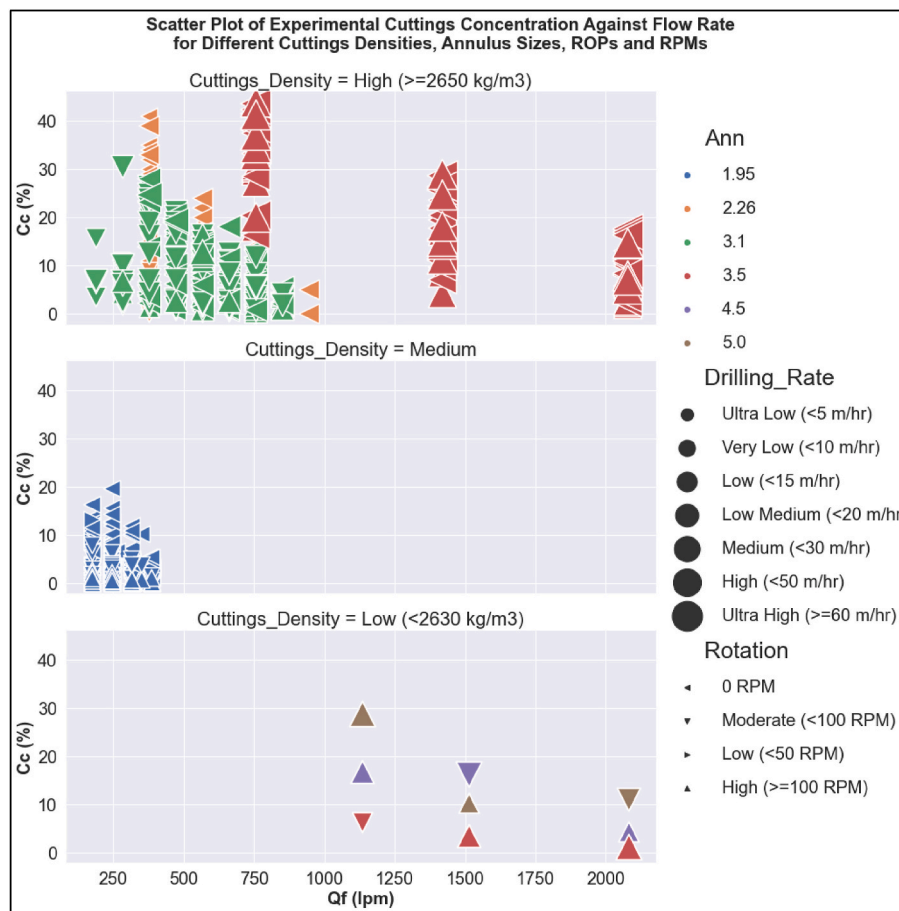 Scatter Plot of Experimental Cuttings Concentration Against Flow Rate
for Different Cuttings Densities, Annulus Sizes, ROPs and RPMs
Cuttings_Density = High (>=2650 kg/m3)
40
30
20
10
0
Cc (%)
Cuttings_Density = Medium
40
30
20
10
0
Cc (%)
Cuttings_Density = Low (<2630 kg/m3)
40
30
20
10
0
Cc (%)
250 500 750 1000 1250 1500 1750 2000
Qf (lpm)
Ann
1.95
2.26
3.1
3.5
4.5
5.0
Drilling_Rate
Ultra Low (<5 m/hr)
Very Low (<10 m/hr)
Low (<15 m/hr)
Low Medium (<20 m/hr
Medium (<30 m/hr)
High (<50 m/hr)
Ultra High (>=60 m/hr)
Rotation
0 RPM
Moderate (<100 RPM)
Low (<50 RPM)
High (>=100 RPM)